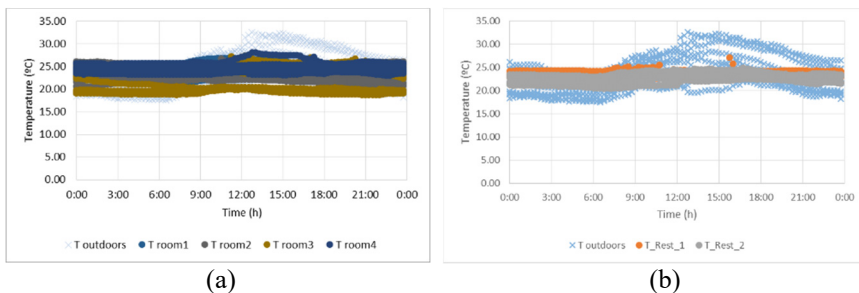 35.00
30.00
25.00
20.00
15.00
10.00
5.00
0.00
Temperature (ºC)
0:00 3:00 6:00 9:00 12:00 15:00 18:00 21:00 0:00
Time (h)
T outdoors T room1 T room2 T room3 T room4
(a)
35.00
30.00
25.00
20.00
15.00
10.00
5.00
0.00
Temperature (ºC)
0:00 3:00 6:00 9:00 12:00 15:00 18:00 21:00 0:00
Time (h)
T outdoors T_Rest_1 T_Rest_2
(b)